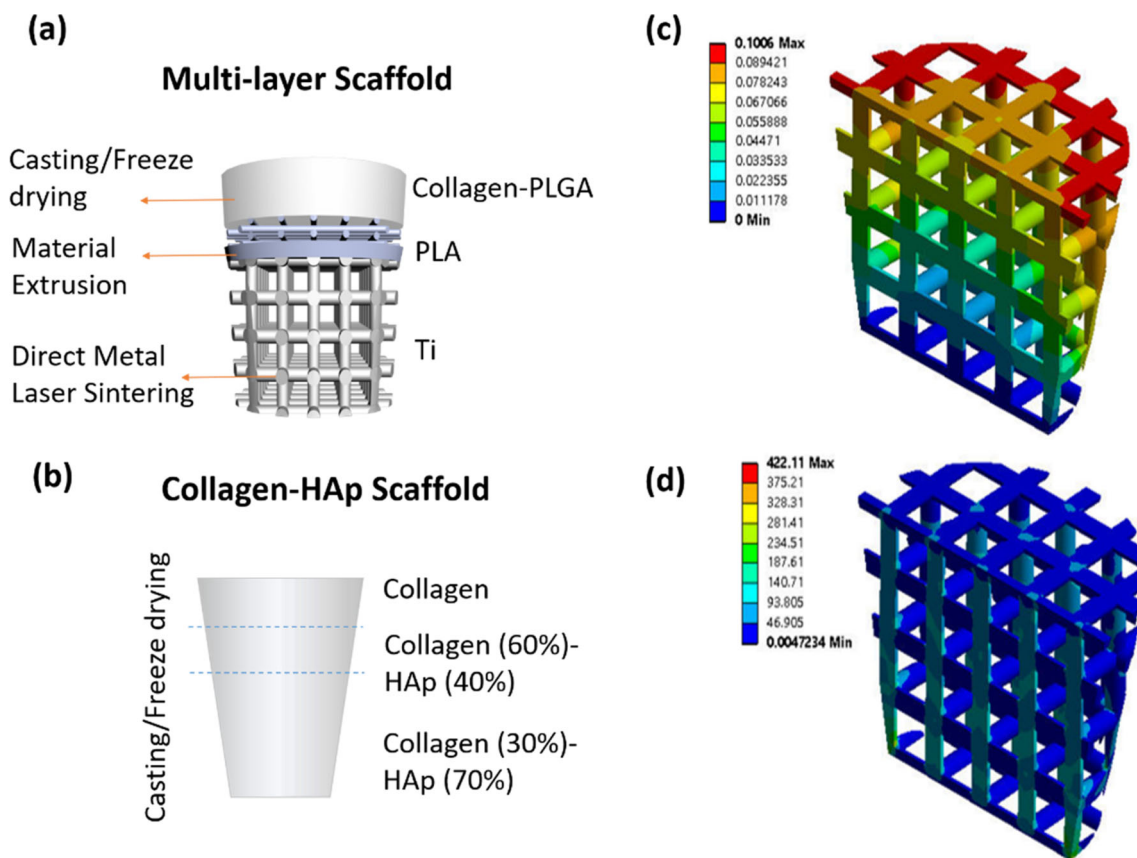 (a)
Multi-layer Scaffold
Casting/Freeze
drying
Collagen-PLGA
Material
Extrusion
PLA
Direct Metal
Laser Sintering
Ti
(b)
Collagen-HAp Scaffold
Casting/Freeze drying
Collagen
Collagen (60%)-
HAp (40%)
Collagen (30%)-
HAp (70%)
(c)
0.1006 Max
0.089421
0.078243
0.067066
0.055888
0.04471
0.033533
0.022355
0.011178
0 Min
(d)
422.11 Max
375.21
328.31
281.41
234.51
187.61
140.71
93.805
46.905
0.0047234 Min